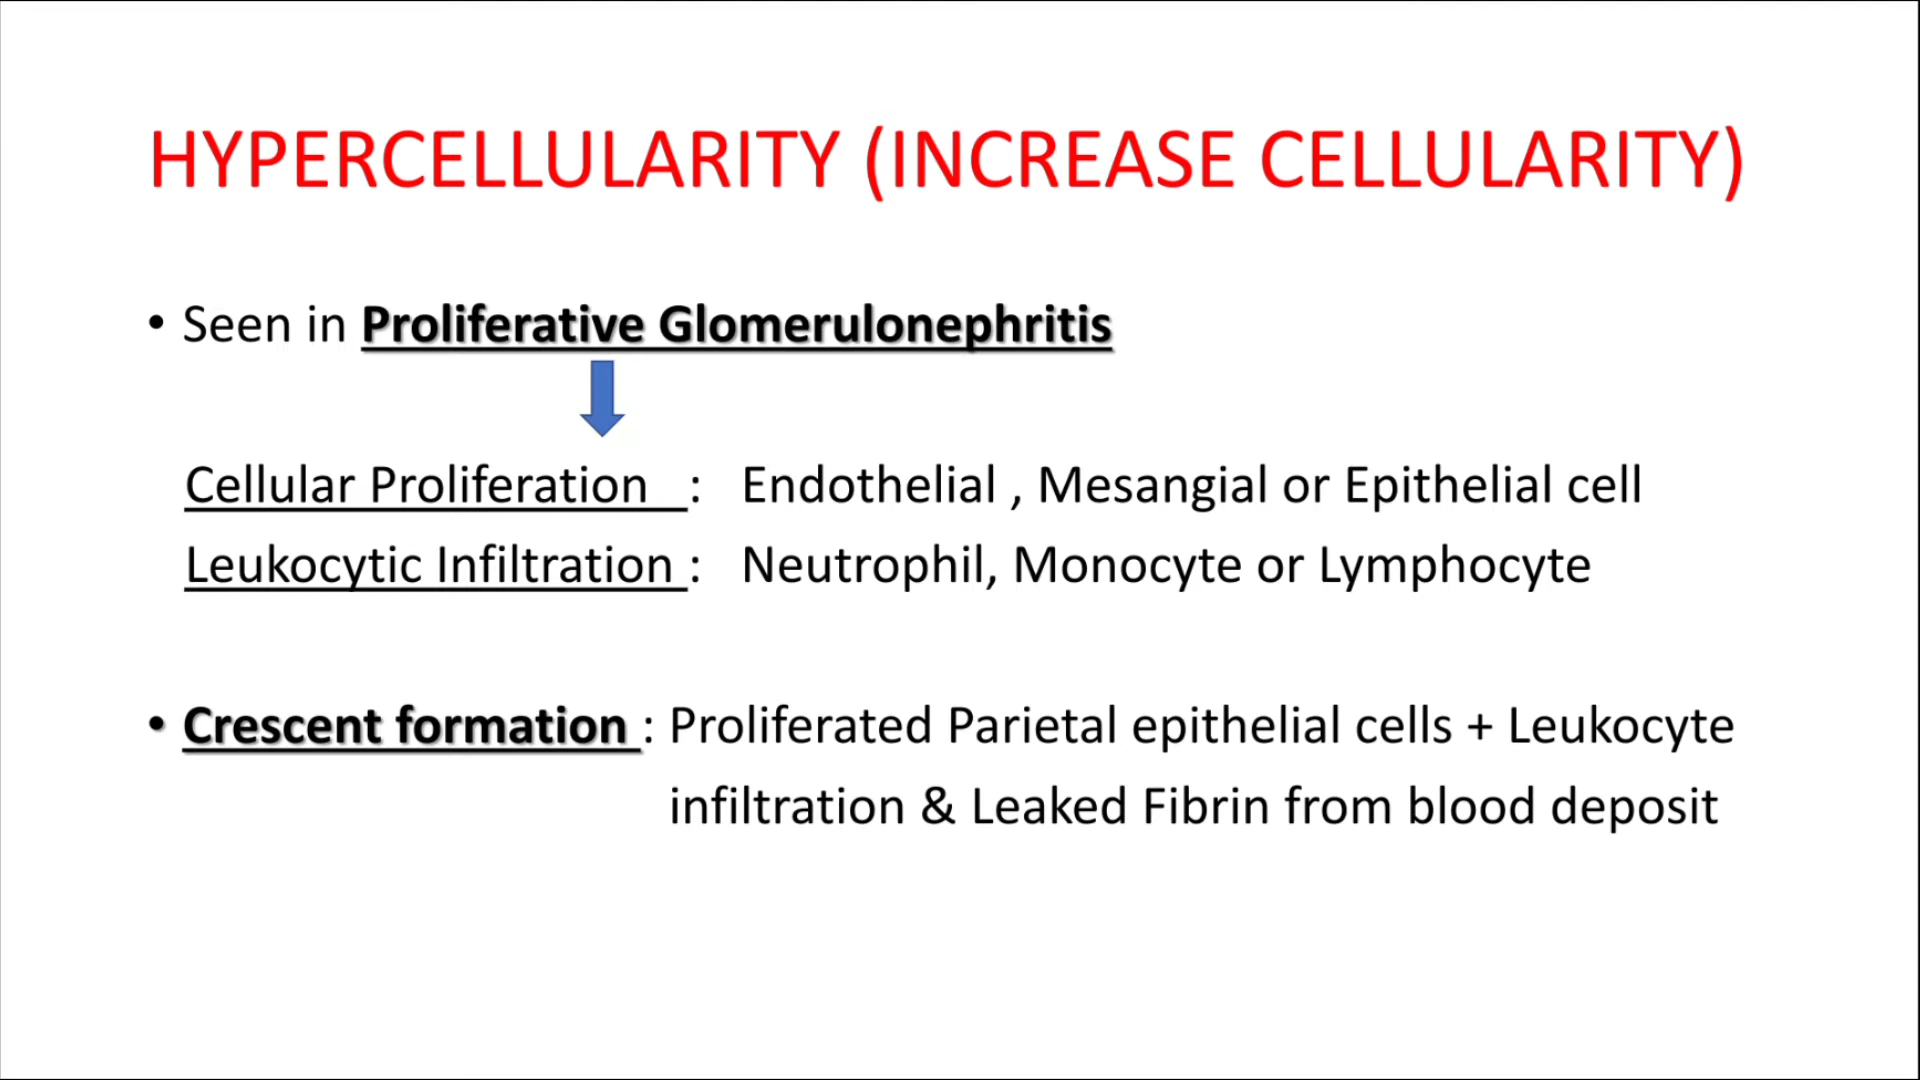 HYPERCELLULARITY (INCREASE CELLULARITY)
• Seen in Proliferative Glomerulonephritis
Cellular Proliferation : Endothelial , Mesangial or Epithelial cell
Leukocytic Infiltration : Neutrophil, Monocyte or Lymphocyte
• Crescent formation : Proliferated Parietal epithelial cells + Leukocyte
infiltration & Leaked Fibrin from blood deposit